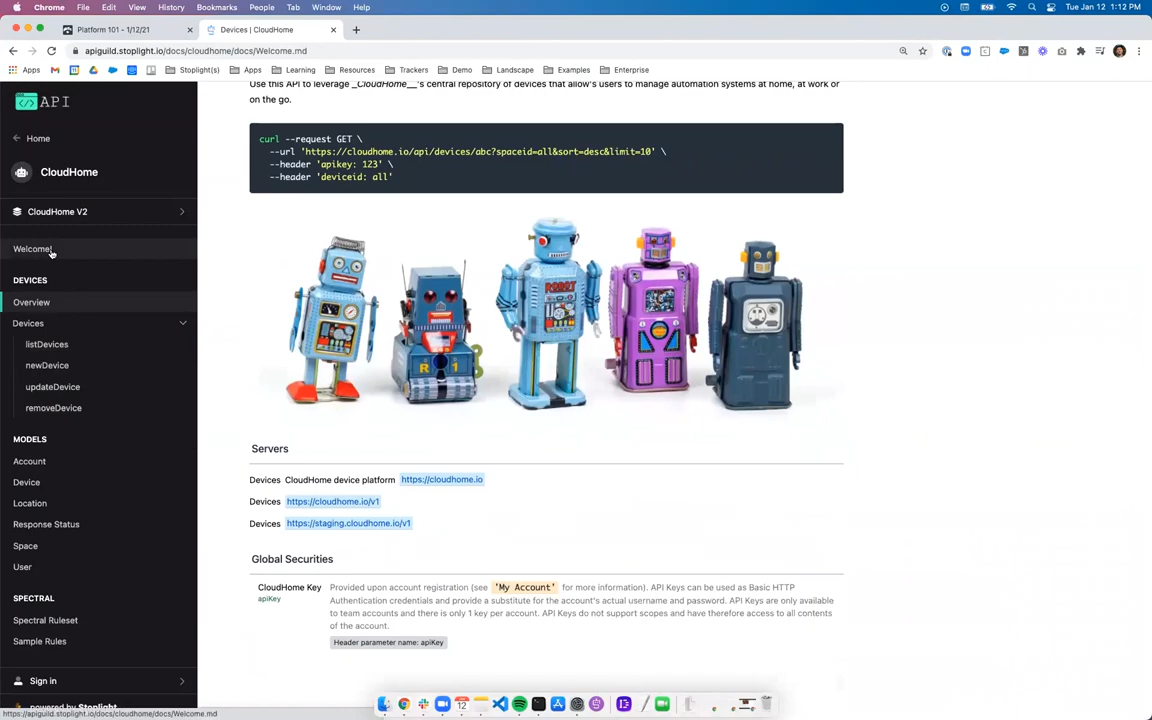 Chrome File Edit View History Bookmarks People Tab Window Help
Tue Jan 12 1:12 PM
Platform 101 - 1/12/21
Devices | CloudHome
apiguild.stoplight.io/docs/cloudhome/docs/Welcome.md
Apps
Stoplight(s)
Apps
Learning
Resources
Trackers
Demo
Landscape
Examples
Enterprise
API
Home
CloudHome
CloudHome V2
Welcome!
DEVICES
Overview
Devices
listDevices
newDevice
updateDevice
removeDevice
MODELS
Account
Device
Location
Response Status
Space
User
SPECTRAL
Spectral Ruleset
Sample Rules
Sign in
powered by Stoplight
https://apiguild.stoplight.io/docs/cloudhome/docs/Welcome.md
Use this API to leverage _CloudHome__'s central repository of devices that allow's users to manage automation systems at home, at work or
on the go.
curl --request GET \
--url 'https://cloudhome.io/api/devices/abc?spaceid=all&sort=desc&limit=10' \
--header 'apikey: 123' \
--header 'deviceid: all'
ROBOT
R 1
Servers
Devices CloudHome device platform https://cloudhome.io
Devices https://cloudhome.io/v1
Devices https://staging.cloudhome.io/v1
Global Securities
CloudHome Key
apiKey
Provided upon account registration (see 'My Account' for more information). API Keys can be used as Basic HTTP
Authentication credentials and provide a substitute for the account's actual username and password. API Keys are only available
to team accounts and there is only 1 key per account. API Keys do not support scopes and have therefore access to all contents
of the account.
Header parameter name: apiKey
12